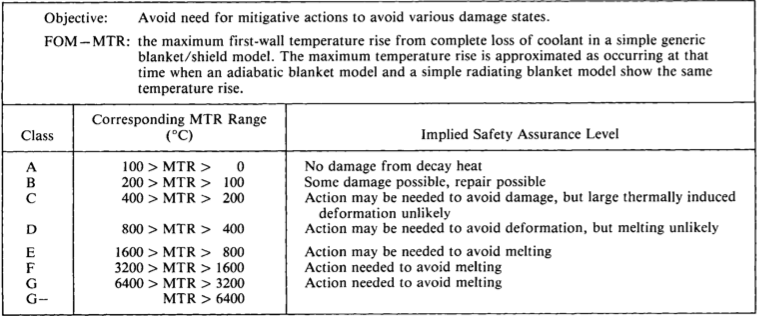 Objective: Avoid need for mitigative actions to avoid various damage states.
FOM—MTR: the maximum first-wall temperature rise from complete loss of coolant in a simple generic
blanket/shield model. The maximum temperature rise is approximated as occurring at that
time when an adiabatic blanket model and a simple radiating blanket model show the same
temperature rise.
Class Corresponding MTR Range (°C) Implied Safety Assurance Level
A 100 > MTR > 0 No damage from decay heat
B 200 > MTR > 100 Some damage possible, repair possible
C 400 > MTR > 200 Action may be needed to avoid damage, but large thermally induced
deformation unlikely
D 800 > MTR > 400 Action may be needed to avoid deformation, but melting unlikely
E 1600 > MTR > 800 Action may be needed to avoid melting
F 3200 > MTR > 1600 Action needed to avoid melting
G 6400 > MTR > 3200 Action needed to avoid melting
G− MTR > 6400